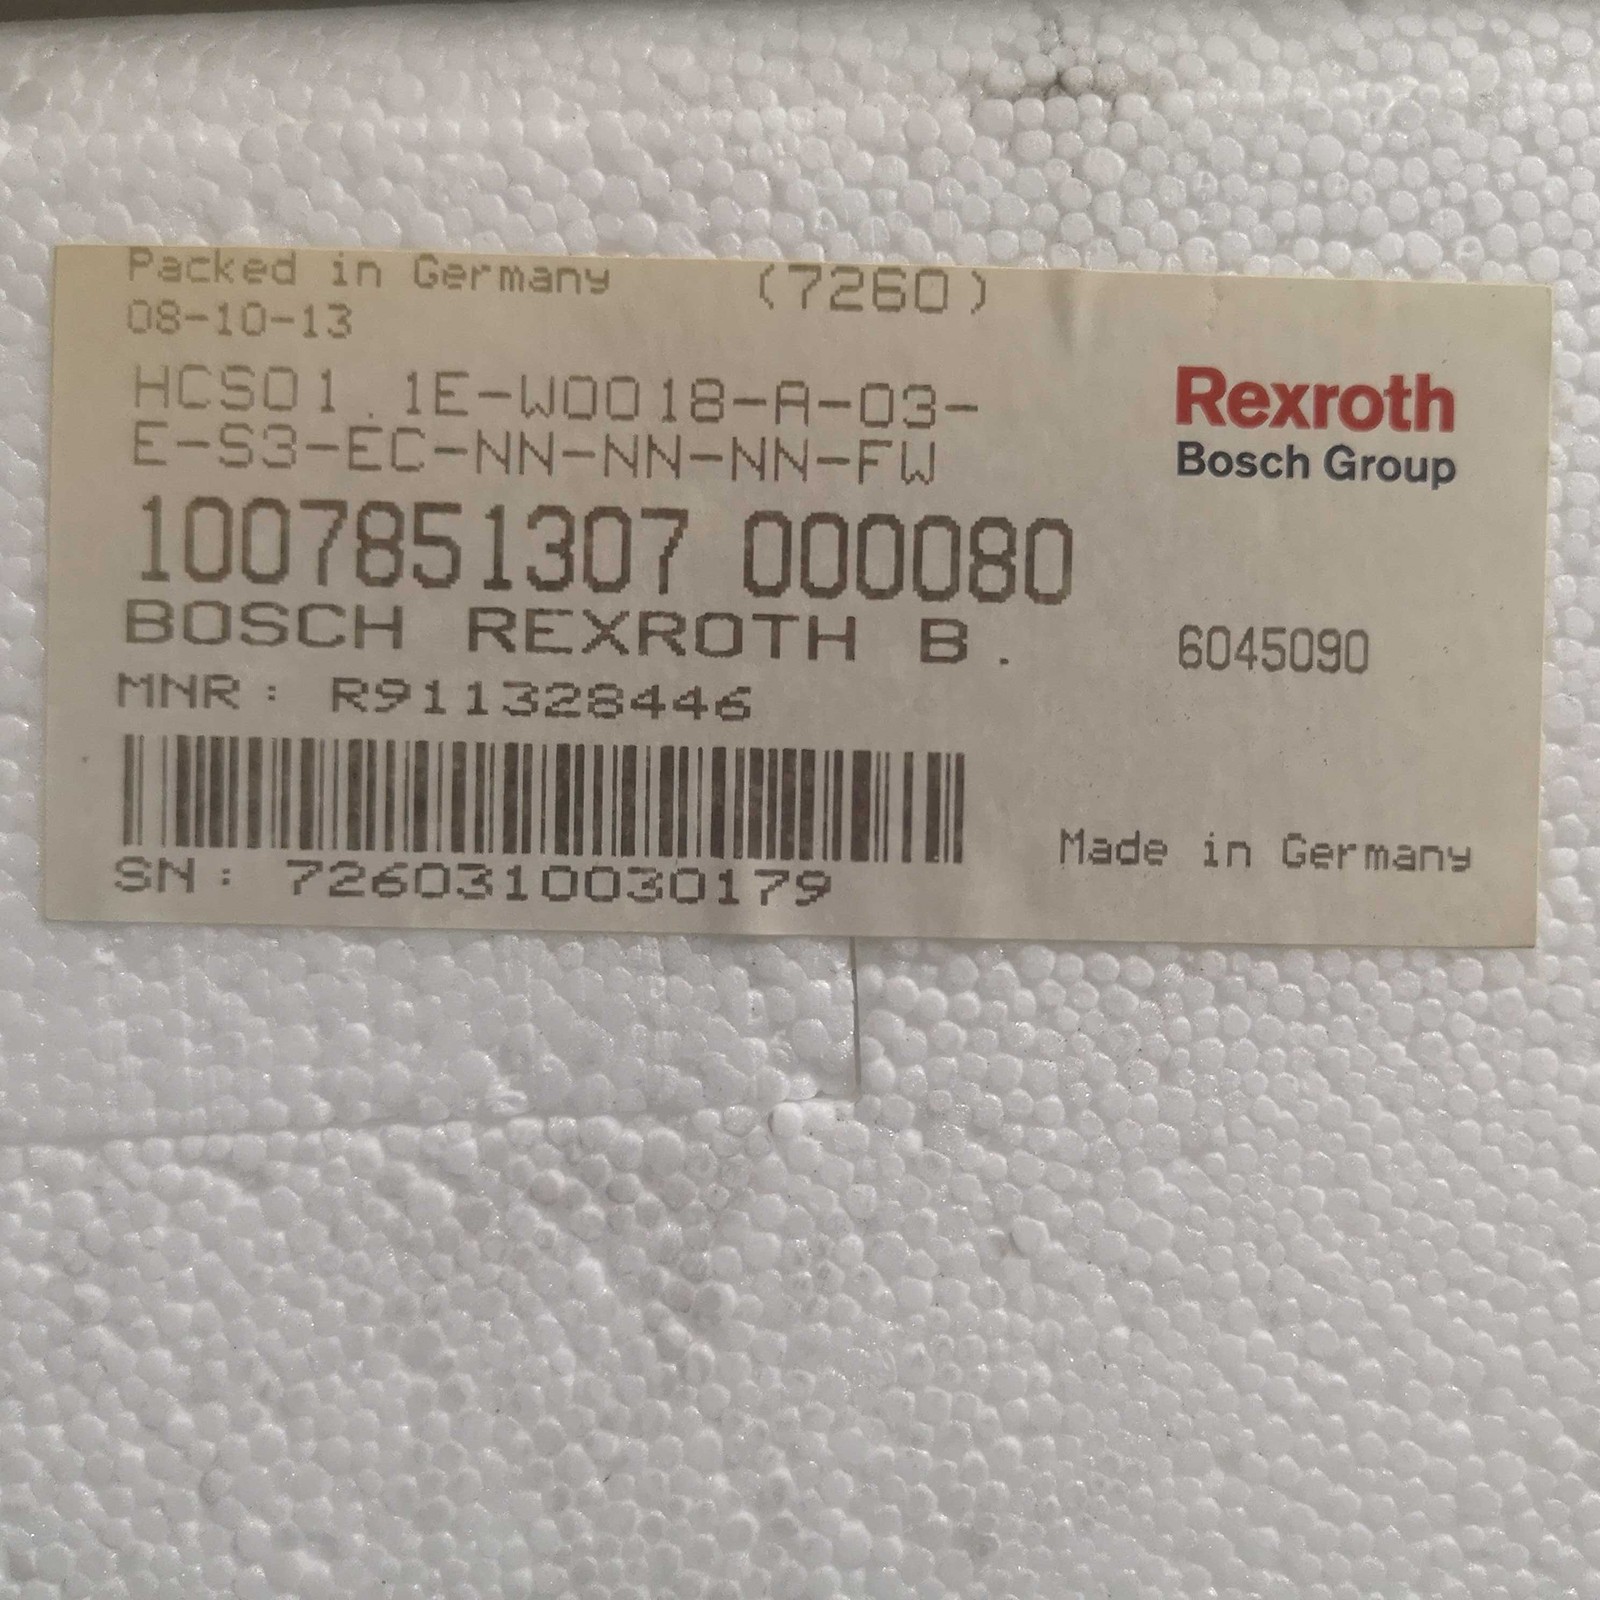 Packed in Germany (7260)
08-10-13
HCS01.1E-W0018-A-03-
E-S3-EC-NN-NN-NN-FW
Rexroth
Bosch Group
1007851307 000080
BOSCH REXROTH B. 6045090
MNR: R911328446
SN: 7260310030179
Made in Germany